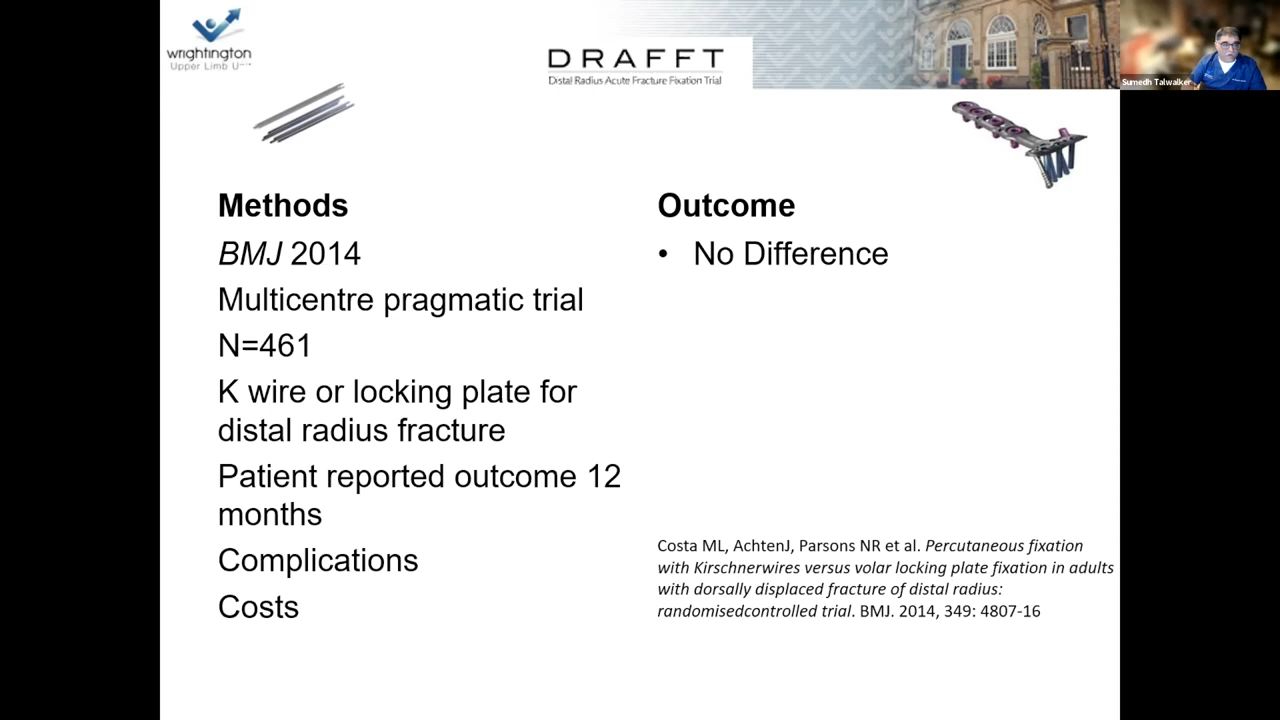 wrightington
Upper Limb U
DRAFFT
Distal Radius Acute Fracture Fixation Trial
Sumedh Talwalker
Methods
BMJ 2014
Multicentre pragmatic trial
N=461
K wire or locking plate for
distal radius fracture
Patient reported outcome 12
months
Complications
Costs
Outcome
• No Difference
Costa ML, AchtenJ, Parsons NR et al. Percutaneous fixation
with Kirschnerwires versus volar locking plate fixation in adults
with dorsally displaced fracture of distal radius:
randomisedcontrolled trial. BMJ. 2014, 349: 4807-16